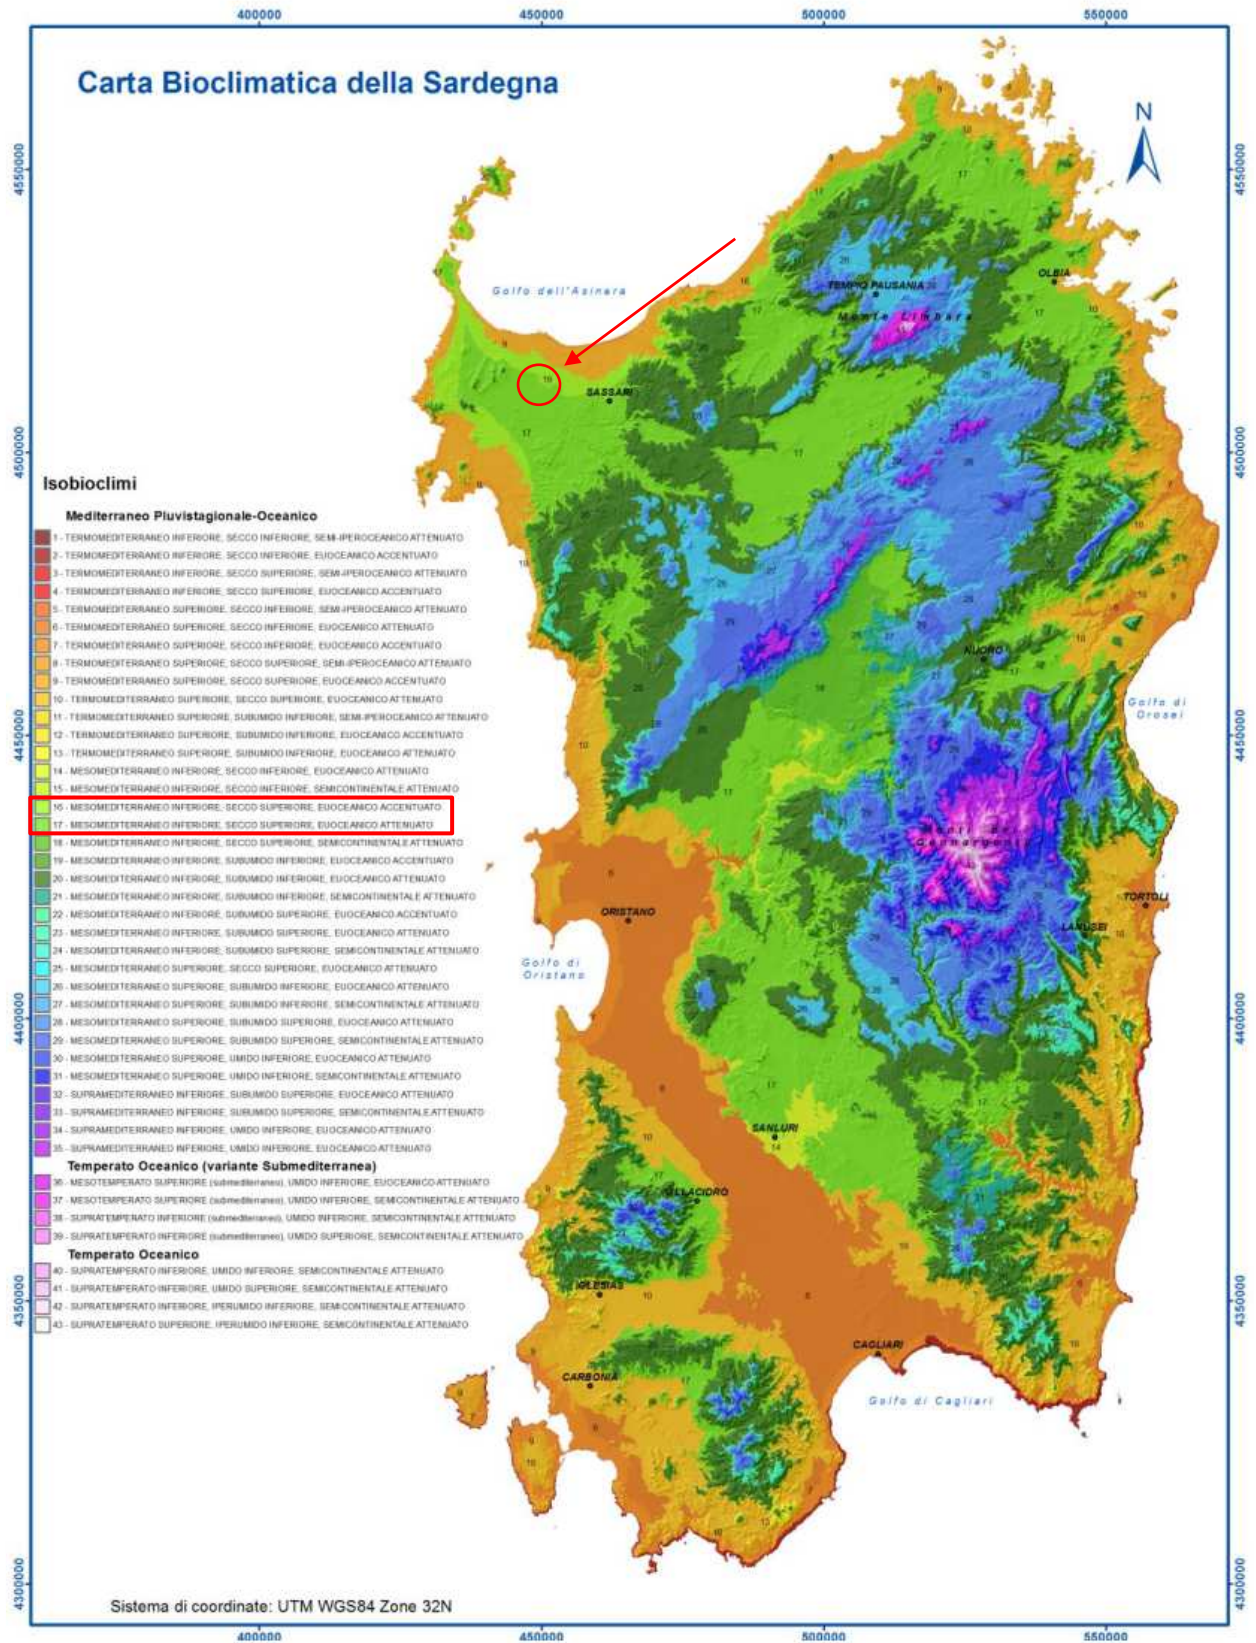 400000 450000 500000 550000
Carta Bioclimatica della Sardegna
N
4550000 4550000
Golfo dell'Asinara
OLBIA
TEMPIO PAUSANIA
Monte Limbara
SASSARI
4500000 4500000
Isobioclimi
Mediterraneo Pluvistagionale-Oceanico
1 - TERMOMEDITERRANEO INFERIORE, SECCO INFERIORE, SEMI-IPEROCEANICO ATTENUATO
2 - TERMOMEDITERRANEO INFERIORE, SECCO INFERIORE, EUOCEANICO ACCENTUATO
3 - TERMOMEDITERRANEO INFERIORE, SECCO SUPERIORE, SEMI-IPEROCEANICO ATTENUATO
4 - TERMOMEDITERRANEO INFERIORE, SECCO SUPERIORE, EUOCEANICO ACCENTUATO
5 - TERMOMEDITERRANEO SUPERIORE, SECCO INFERIORE, SEMI-IPEROCEANICO ATTENUATO
6 - TERMOMEDITERRANEO SUPERIORE, SECCO INFERIORE, EUOCEANICO ATTENUATO
7 - TERMOMEDITERRANEO SUPERIORE, SECCO INFERIORE, EUOCEANICO ACCENTUATO
8 - TERMOMEDITERRANEO SUPERIORE, SECCO SUPERIORE, SEMI-IPEROCEANICO ATTENUATO
9 - TERMOMEDITERRANEO SUPERIORE, SECCO SUPERIORE, EUOCEANICO ACCENTUATO
10 - TERMOMEDITERRANEO SUPERIORE, SECCO SUPERIORE, EUOCEANICO ATTENUATO
11 - TERMOMEDITERRANEO SUPERIORE, SUBUMIDO INFERIORE, SEMI-IPEROCEANICO ATTENUATO
12 - TERMOMEDITERRANEO SUPERIORE, SUBUMIDO INFERIORE, EUOCEANICO ACCENTUATO
13 - TERMOMEDITERRANEO SUPERIORE, SUBUMIDO INFERIORE, EUOCEANICO ATTENUATO
14 - MESOMEDITERRANEO INFERIORE, SECCO INFERIORE, EUOCEANICO ATTENUATO
15 - MESOMEDITERRANEO INFERIORE, SECCO INFERIORE, SEMICONTINENTALE ATTENUATO
16 - MESOMEDITERRANEO INFERIORE, SECCO SUPERIORE, EUOCEANICO ACCENTUATO
17 - MESOMEDITERRANEO INFERIORE, SECCO SUPERIORE, EUOCEANICO ATTENUATO
18 - MESOMEDITERRANEO INFERIORE, SECCO SUPERIORE, SEMICONTINENTALE ATTENUATO
19 - MESOMEDITERRANEO INFERIORE, SUBUMIDO INFERIORE, EUOCEANICO ACCENTUATO
20 - MESOMEDITERRANEO INFERIORE, SUBUMIDO INFERIORE, EUOCEANICO ATTENUATO
21 - MESOMEDITERRANEO INFERIORE, SUBUMIDO INFERIORE, SEMICONTINENTALE ATTENUATO
22 - MESOMEDITERRANEO INFERIORE, SUBUMIDO SUPERIORE, EUOCEANICO ACCENTUATO
23 - MESOMEDITERRANEO INFERIORE, SUBUMIDO SUPERIORE, EUOCEANICO ATTENUATO
24 - MESOMEDITERRANEO INFERIORE, SUBUMIDO SUPERIORE, SEMICONTINENTALE ATTENUATO
25 - MESOMEDITERRANEO SUPERIORE, SECCO SUPERIORE, EUOCEANICO ATTENUATO
26 - MESOMEDITERRANEO SUPERIORE, SUBUMIDO INFERIORE, EUOCEANICO ATTENUATO
27 - MESOMEDITERRANEO SUPERIORE, SUBUMIDO INFERIORE, SEMICONTINENTALE ATTENUATO
28 - MESOMEDITERRANEO SUPERIORE, SUBUMIDO SUPERIORE, EUOCEANICO ATTENUATO
29 - MESOMEDITERRANEO SUPERIORE, SUBUMIDO SUPERIORE, SEMICONTINENTALE ATTENUATO
30 - MESOMEDITERRANEO SUPERIORE, UMIDO INFERIORE, EUOCEANICO ATTENUATO
31 - MESOMEDITERRANEO SUPERIORE, UMIDO INFERIORE, SEMICONTINENTALE ATTENUATO
32 - SUPRAMEDITERRANEO INFERIORE, SUBUMIDO SUPERIORE, EUOCEANICO ATTENUATO
33 - SUPRAMEDITERRANEO INFERIORE, SUBUMIDO SUPERIORE, SEMICONTINENTALE ATTENUATO
34 - SUPRAMEDITERRANEO INFERIORE, UMIDO INFERIORE, EUOCEANICO ATTENUATO
35 - SUPRAMEDITERRANEO INFERIORE, UMIDO INFERIORE, EUOCEANICO ATTENUATO
Temperato Oceanico (variante Submediterranea)
36 - MESOTEMPERATO SUPERIORE (submediterraneo), UMIDO INFERIORE, EUOCEANICO ATTENUATO
37 - MESOTEMPERATO SUPERIORE (submediterraneo), UMIDO INFERIORE, SEMICONTINENTALE ATTENUATO
38 - SUPRATEMPERATO INFERIORE (submediterraneo), UMIDO INFERIORE, SEMICONTINENTALE ATTENUATO
39 - SUPRATEMPERATO INFERIORE (submediterraneo), UMIDO SUPERIORE, SEMICONTINENTALE ATTENUATO
Temperato Oceanico
40 - SUPRATEMPERATO INFERIORE, UMIDO INFERIORE, SEMICONTINENTALE ATTENUATO
41 - SUPRATEMPERATO INFERIORE, UMIDO SUPERIORE, SEMICONTINENTALE ATTENUATO
42 - SUPRATEMPERATO INFERIORE, IPERUMIDO INFERIORE, SEMICONTINENTALE ATTENUATO
43 - SUPRATEMPERATO SUPERIORE, IPERUMIDO INFERIORE, SEMICONTINENTALE ATTENUATO
NUORO
Golfo di
Orosei
4450000 4450000
Monti del
Gennargentu
ORISTANO
TORTOLI
LANUSEI
Golfo di
Oristano
4400000 4400000
SANLURI
VILLACIDRO
IGLESIAS
4350000 4350000
CAGLIARI
CARBONIA
Golfo di Cagliari
4300000 4300000
Sistema di coordinate: UTM WGS84 Zone 32N
400000 450000 500000 550000